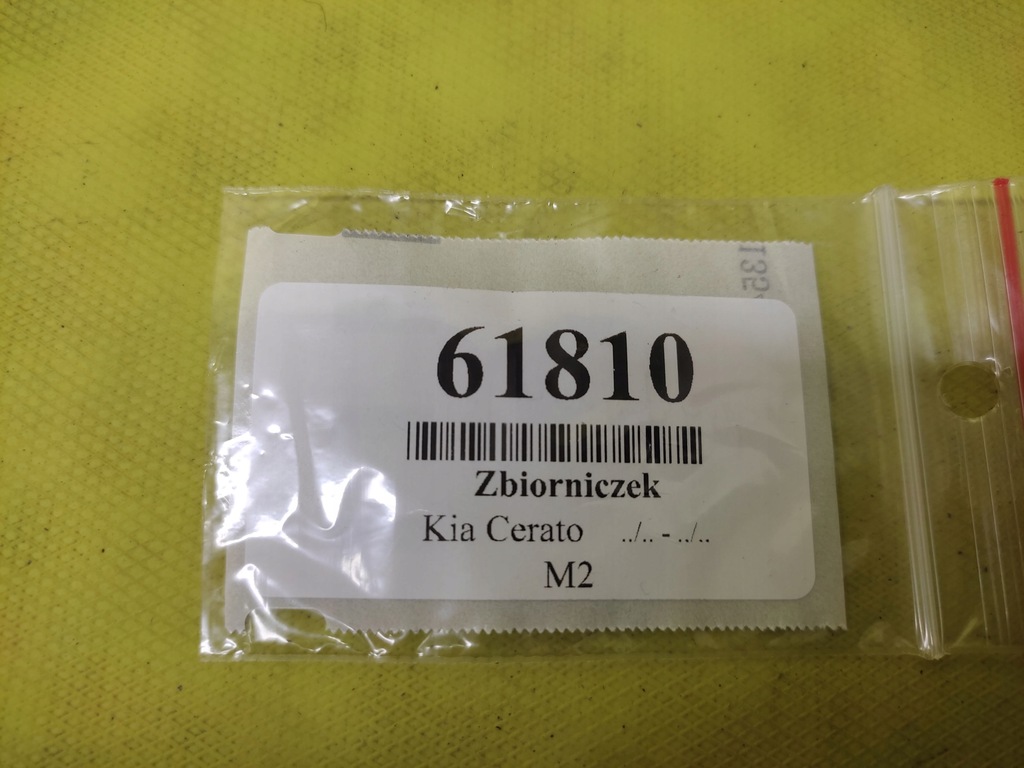 61810
Zbiorniczek
Kia Cerato ../.. - ../..
M2